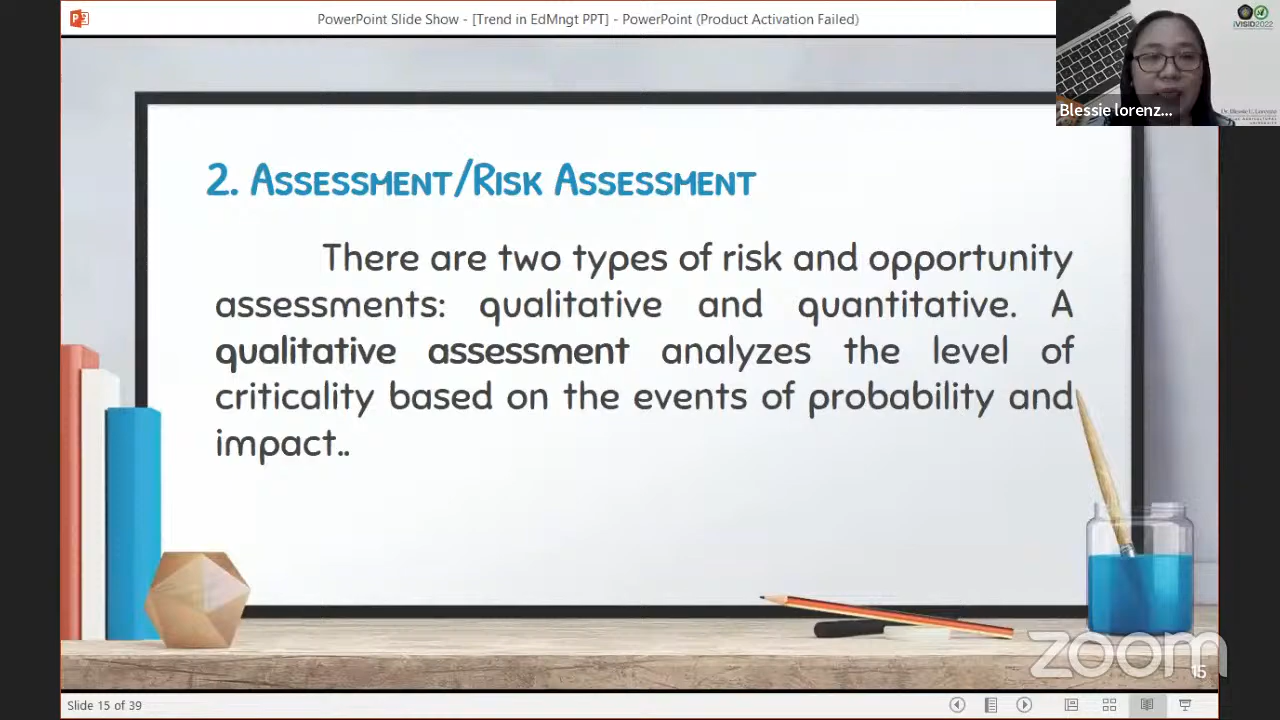 PowerPoint Slide Show - [Trend in EdMngt PPT] - PowerPoint (Product Activation Failed)
iVISID2022
Blessie lorenz...
2. Assessment/Risk Assessment
There are two types of risk and opportunity
assessments: qualitative and quantitative. A
qualitative assessment analyzes the level of
criticality based on the events of probability and
impact..
zoom
15
Slide 15 of 39